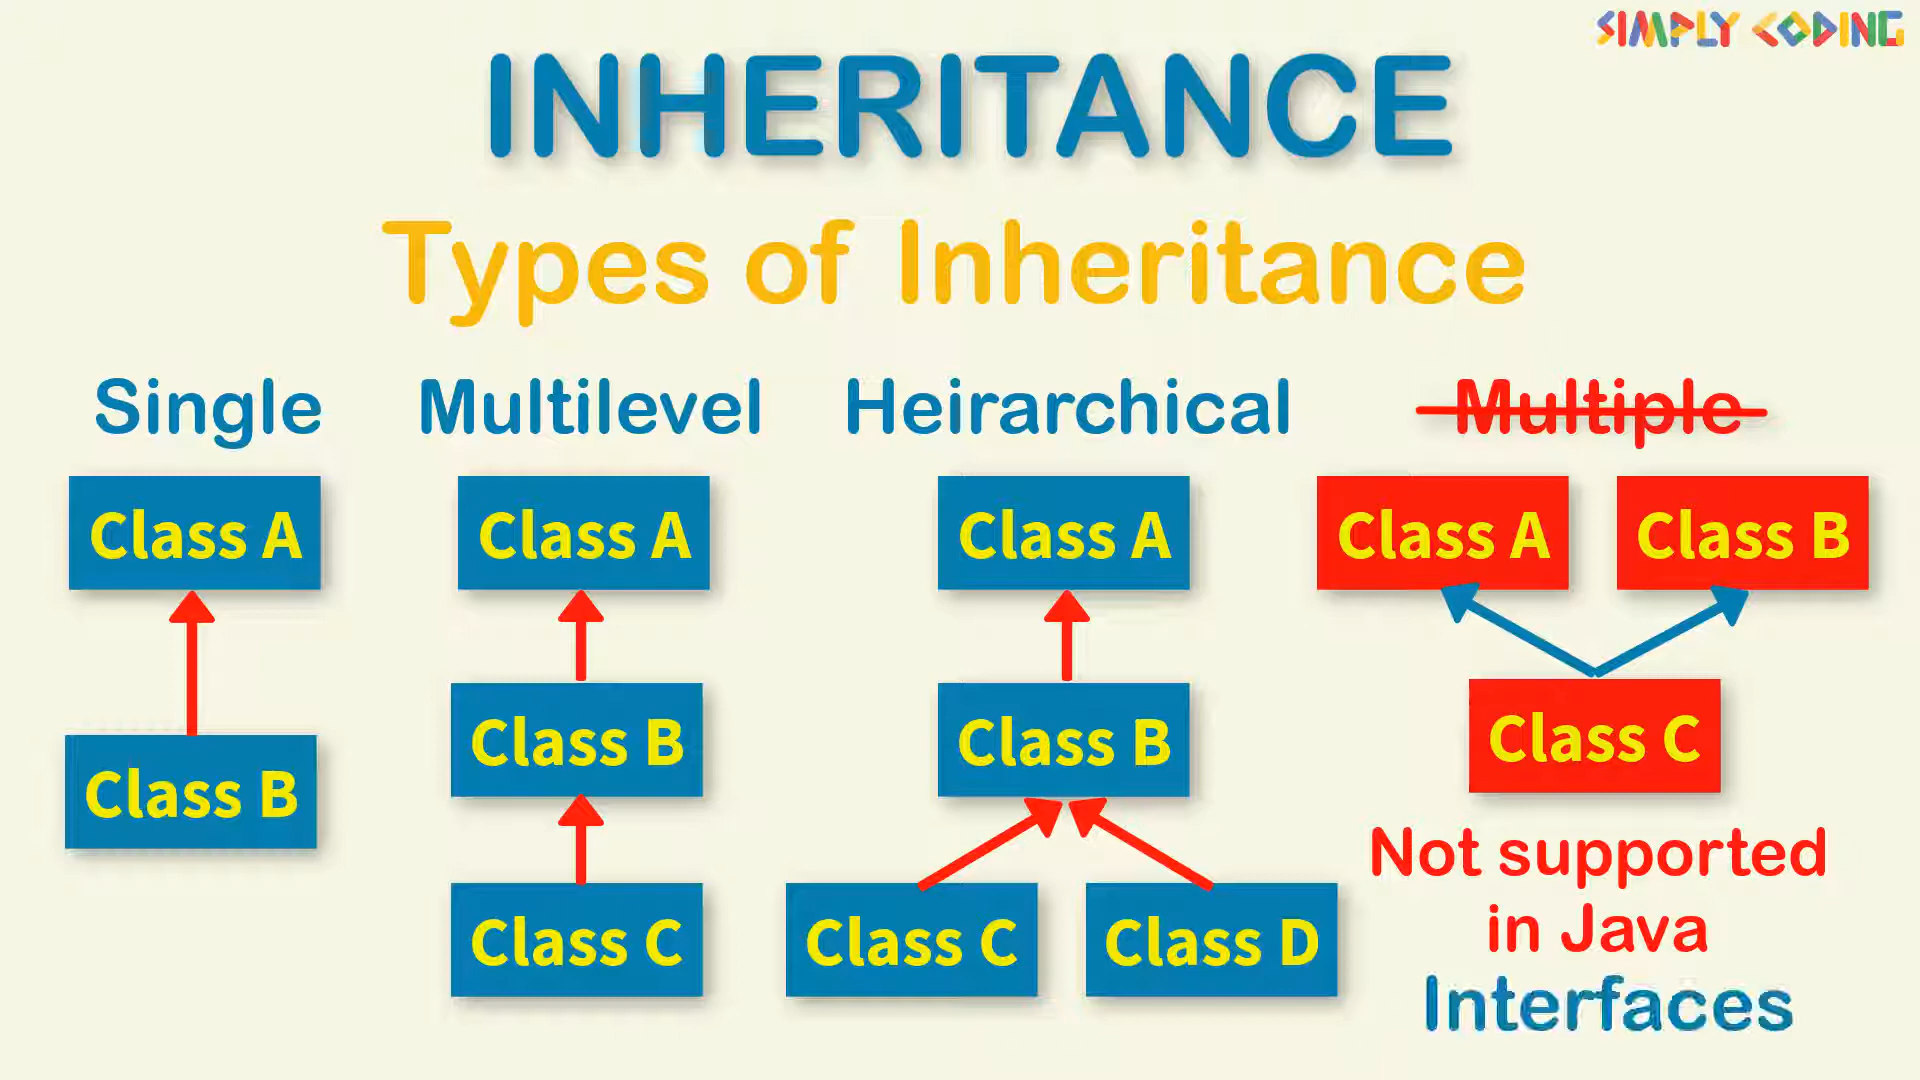 SIMPLY CODING
INHERITANCE
Types of Inheritance
Single
Class A
Class B
Multilevel
Class A
Class B
Class C
Heirarchical
Class A
Class B
Class C
Class D
Multiple
Class A
Class B
Class C
Not supported
in Java
Interfaces